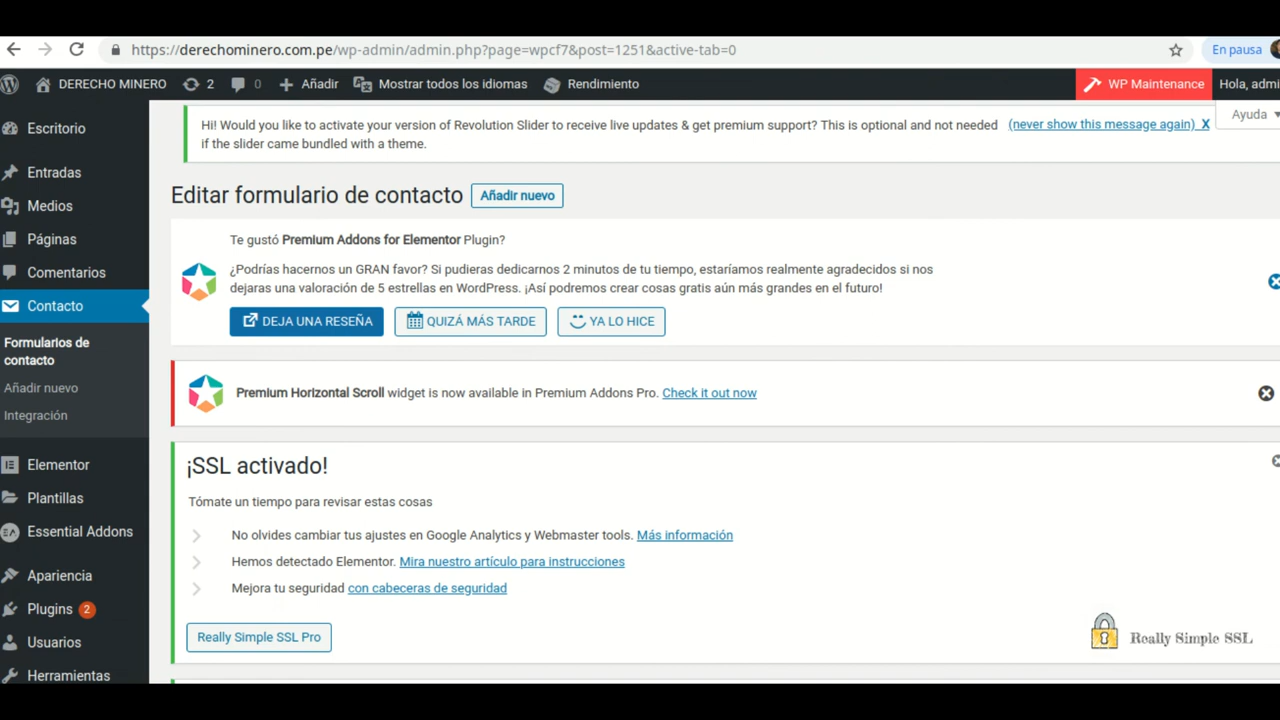 https://derechominero.com.pe/wp-admin/admin.php?page=wpcf7&post=1251&active-tab=0
En pausa
DERECHO MINERO
2
0
Añadir
Mostrar todos los idiomas
Rendimiento
WP Maintenance
Hola, admi
Escritorio
Entradas
Medios
Páginas
Comentarios
Contacto
Formularios de
contacto
Añadir nuevo
Integración
Elementor
Plantillas
Essential Addons
Apariencia
Plugins 2
Usuarios
Herramientas
Hi! Would you like to activate your version of Revolution Slider to receive live updates & get premium support? This is optional and not needed
if the slider came bundled with a theme.
(never show this message again) X
Ayuda
Editar formulario de contacto
Añadir nuevo
Te gustó Premium Addons for Elementor Plugin?
¿Podrías hacernos un GRAN favor? Si pudieras dedicarnos 2 minutos de tu tiempo, estaríamos realmente agradecidos si nos
dejaras una valoración de 5 estrellas en WordPress. ¡Así podremos crear cosas gratis aún más grandes en el futuro!
DEJA UNA RESEÑA
QUIZÁ MÁS TARDE
YA LO HICE
Premium Horizontal Scroll widget is now available in Premium Addons Pro. Check it out now
¡SSL activado!
Tómate un tiempo para revisar estas cosas
No olvides cambiar tus ajustes en Google Analytics y Webmaster tools. Más información
Hemos detectado Elementor. Mira nuestro artículo para instrucciones
Mejora tu seguridad con cabeceras de seguridad
Really Simple SSL Pro
Really Simple SSL